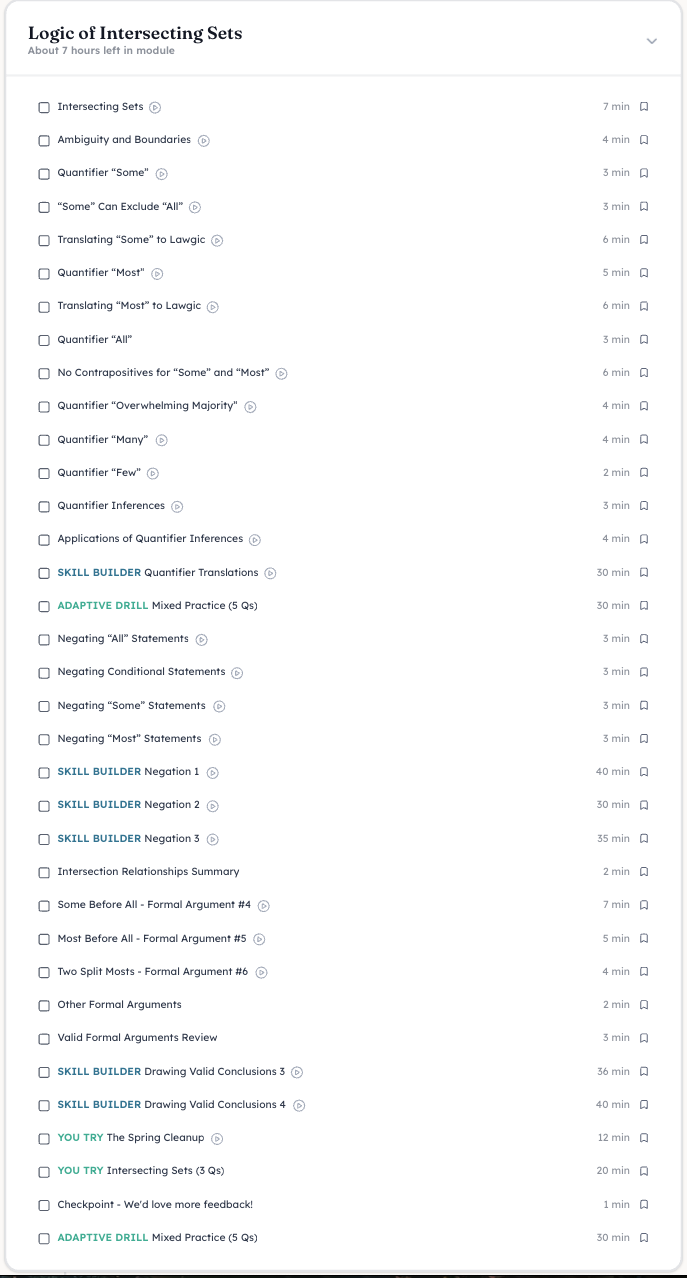 Logic of Intersecting Sets
About 7 hours left in module
Intersecting Sets 7 min
Ambiguity and Boundaries 4 min
Quantifier “Some” 3 min
“Some” Can Exclude “All” 3 min
Translating “Some” to Lawgic 6 min
Quantifier “Most” 5 min
Translating “Most” to Lawgic 6 min
Quantifier “All” 3 min
No Contrapositives for “Some” and “Most” 6 min
Quantifier “Overwhelming Majority” 4 min
Quantifier “Many” 4 min
Quantifier “Few” 2 min
Quantifier Inferences 3 min
Applications of Quantifier Inferences 4 min
SKILL BUILDER Quantifier Translations 30 min
ADAPTIVE DRILL Mixed Practice (5 Qs) 30 min
Negating “All” Statements 3 min
Negating Conditional Statements 3 min
Negating “Some” Statements 3 min
Negating “Most” Statements 3 min
SKILL BUILDER Negation 1 40 min
SKILL BUILDER Negation 2 30 min
SKILL BUILDER Negation 3 35 min
Intersection Relationships Summary 2 min
Some Before All - Formal Argument #4 7 min
Most Before All - Formal Argument #5 5 min
Two Split Mosts - Formal Argument #6 4 min
Other Formal Arguments 2 min
Valid Formal Arguments Review 3 min
SKILL BUILDER Drawing Valid Conclusions 3 36 min
SKILL BUILDER Drawing Valid Conclusions 4 40 min
YOU TRY The Spring Cleanup 12 min
YOU TRY Intersecting Sets (3 Qs) 20 min
Checkpoint - We'd love more feedback! 1 min
ADAPTIVE DRILL Mixed Practice (5 Qs) 30 min